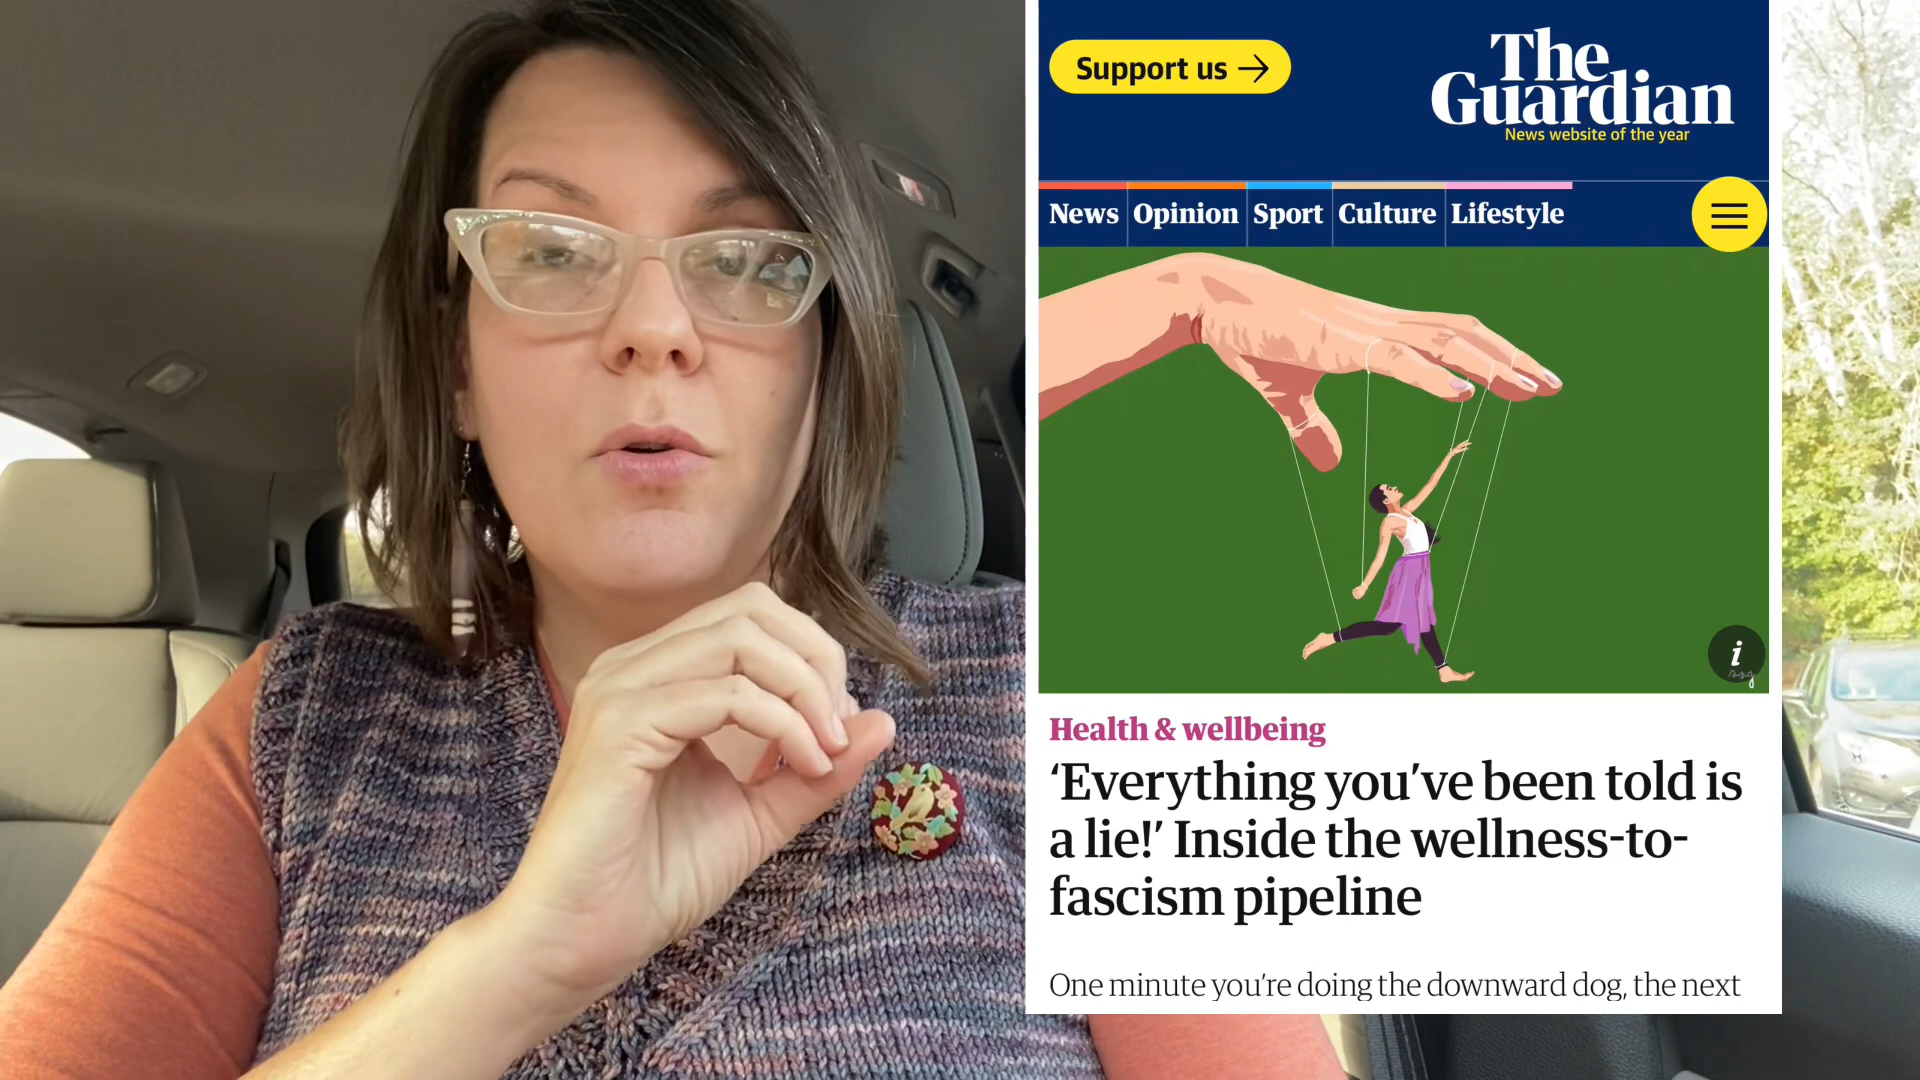 Support us
The
Guardian
News website of the year
News
Opinion
Sport
Culture
Lifestyle
i
Health & wellbeing
‘Everything you’ve been told is
a lie!’ Inside the wellness-to-
fascism pipeline
One minute you’re doing the downward dog, the next